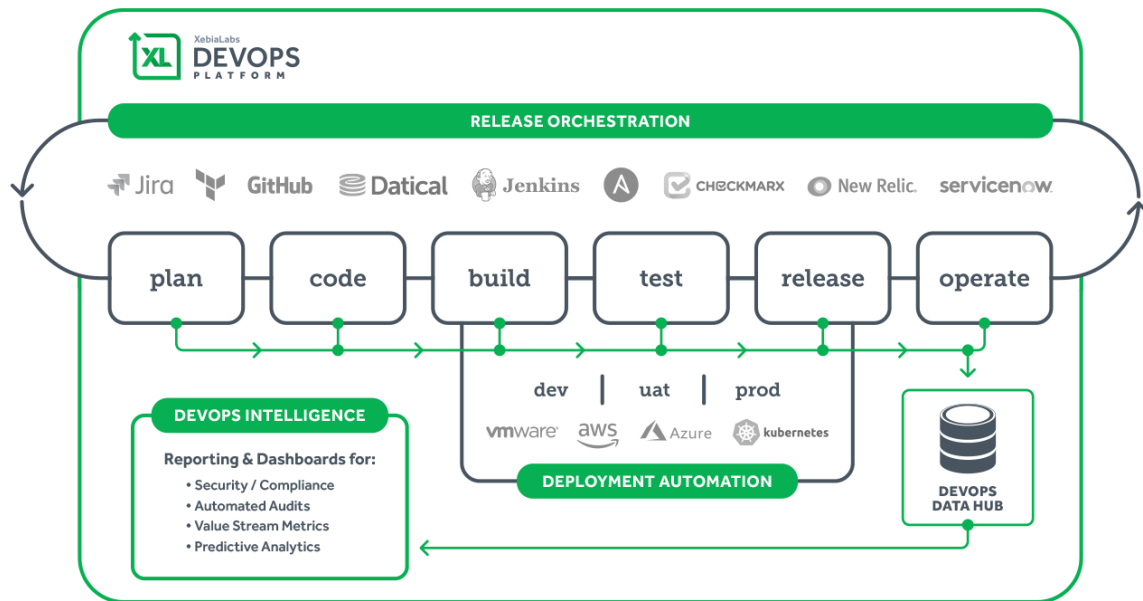 XebiaLabs
XL
DEVOPS
PLATFORM
RELEASE ORCHESTRATION
Jira
GitHub
Datical
Jenkins
A
CHECKMARX
New Relic.
servicenow.
plan
code
build
test
release
operate
dev | uat | prod
vmware®
aws
Azure
kubernetes
DEPLOYMENT AUTOMATION
DEVOPS INTELLIGENCE
Reporting & Dashboards for:
• Security / Compliance
• Automated Audits
• Value Stream Metrics
• Predictive Analytics
DEVOPS
DATA HUB